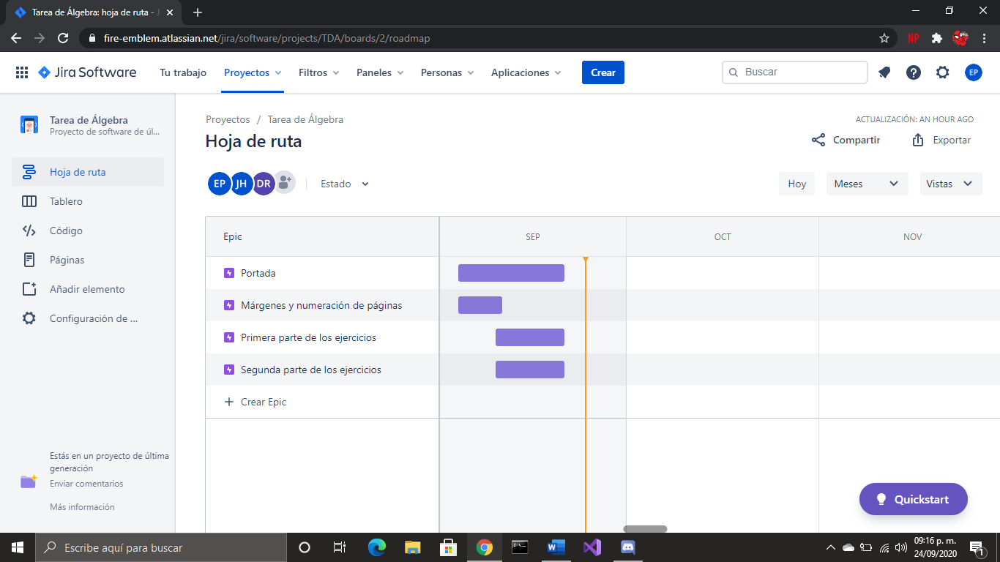 Tarea de Álgebra: hoja de ruta - J
fire-emblem.atlassian.net/jira/software/projects/TDA/boards/2/roadmap
NP
Jira Software
Tu trabajo
Proyectos
Filtros
Paneles
Personas
Aplicaciones
Crear
Buscar
EP
Tarea de Álgebra
Proyecto de software de úl...
Hoja de ruta
Tablero
Código
Páginas
Añadir elemento
Configuración de ...
Estás en un proyecto de última
generación
Enviar comentarios
Más información
Proyectos / Tarea de Álgebra
ACTUALIZACIÓN: AN HOUR AGO
Hoja de ruta
Compartir
Exportar
EP JH DR
Estado
Hoy
Meses
Vistas
Epic
SEP
OCT
NOV
Portada
Márgenes y numeración de páginas
Primera parte de los ejercicios
Segunda parte de los ejercicios
+ Crear Epic
Quickstart
Escribe aquí para buscar
09:16 p. m.
24/09/2020
1